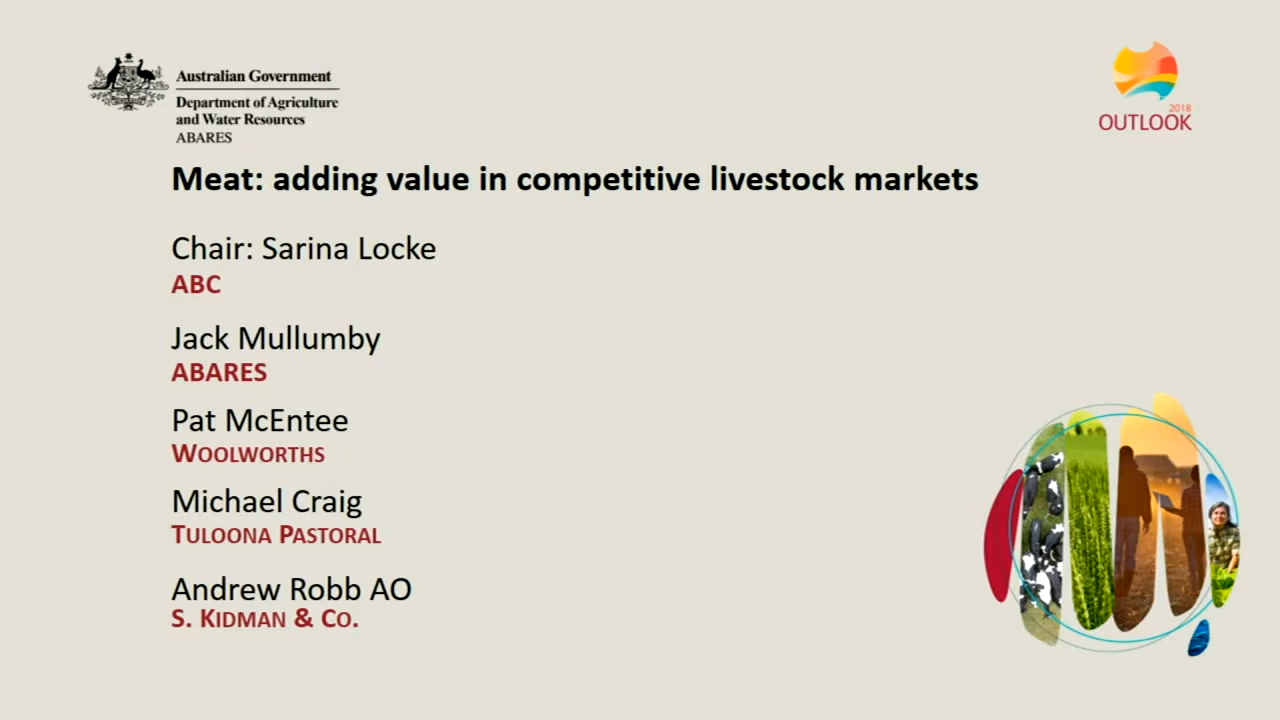 Australian Government
Department of Agriculture
and Water Resources
ABARES
2018
OUTLOOK
Meat: adding value in competitive livestock markets
Chair: Sarina Locke
ABC
Jack Mullumby
ABARES
Pat McEntee
WOOLWORTHS
Michael Craig
TULOONA PASTORAL
Andrew Robb AO
S. KIDMAN & CO.